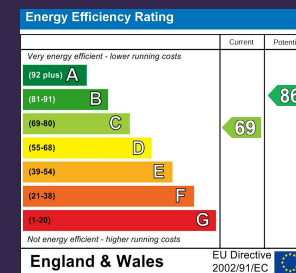 Energy Efficiency Rating
Current
Very energy efficient - lower running costs
(92 plus) A
(81-91) B
86
(69-80) C
69
(55-68) D
(39-54) E
(21-38) F
(1-20) G
Not energy efficient - higher running costs
England & Wales
EU Directive
2002/91/EC